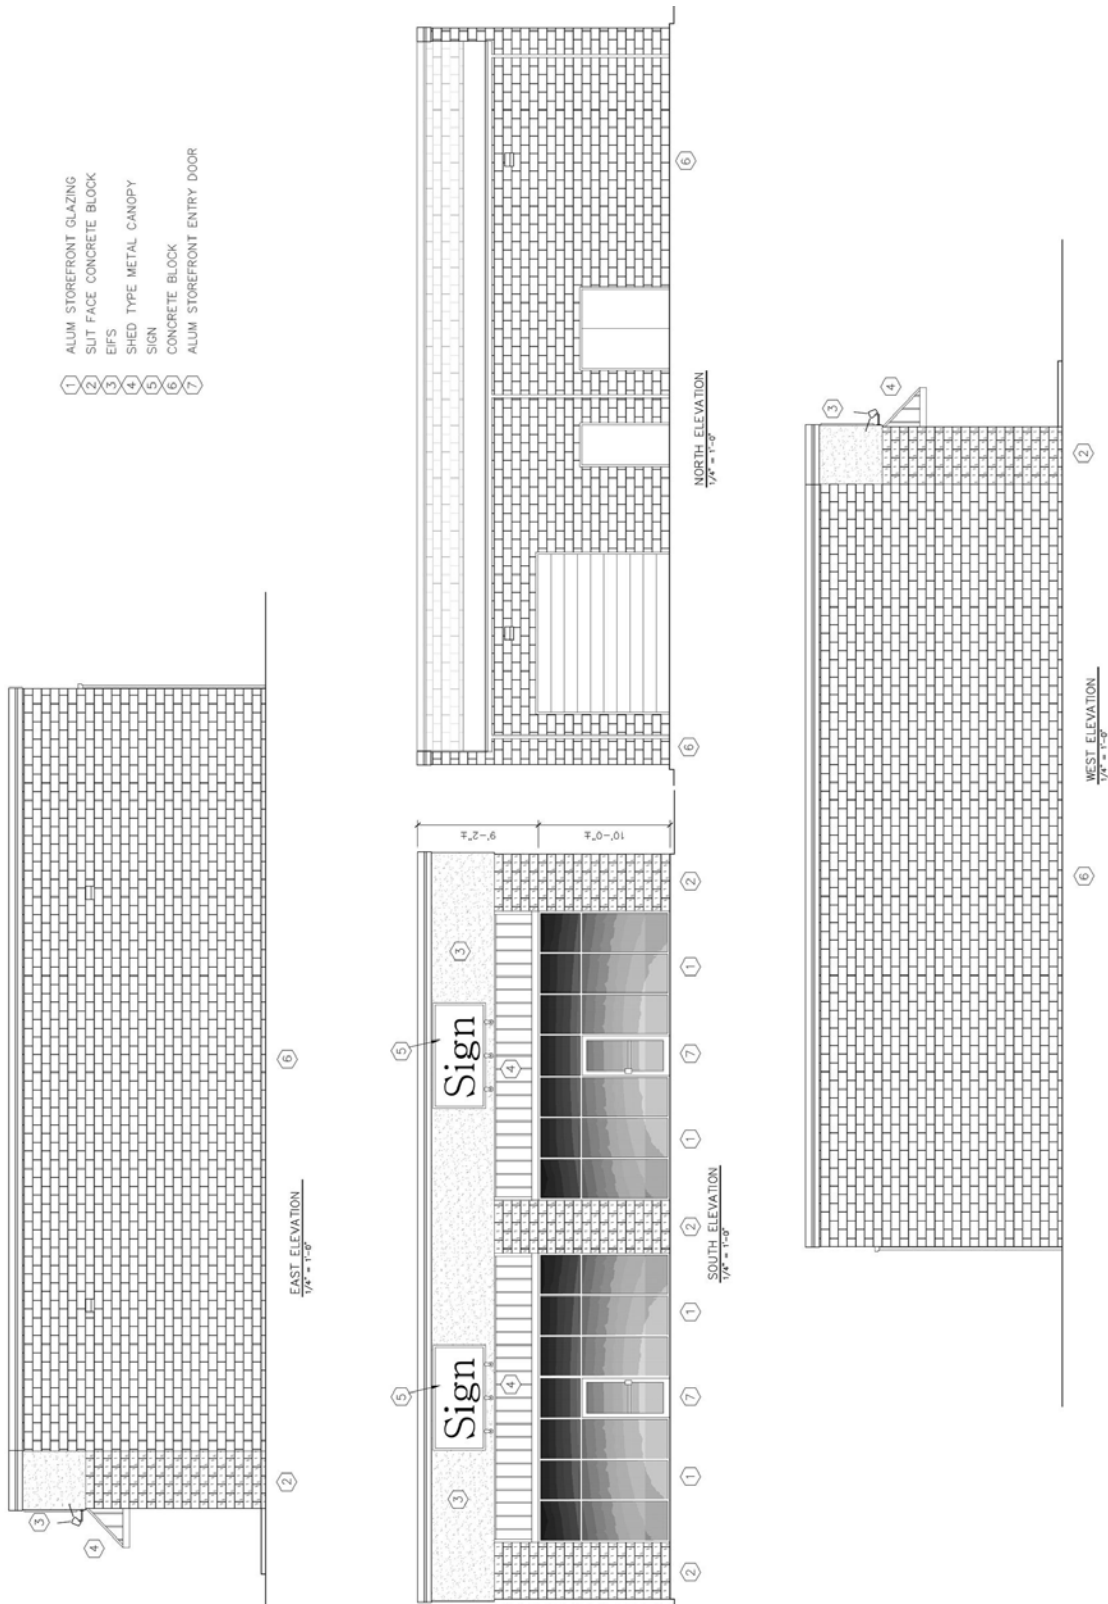 1 ALUM STOREFRONT GLAZING
2 SLIT FACE CONCRETE BLOCK
3 EIFS
4 SHED TYPE METAL CANOPY
5 SIGN
6 CONCRETE BLOCK
7 ALUM STOREFRONT ENTRY DOOR
3
4
2
6
EAST ELEVATION
1/4" = 1'-0"
5
5
Sign
Sign
3
3
4
4
9'-2"±
10'-0"±
2
1
7
1
2
1
7
1
2
SOUTH ELEVATION
1/4" = 1'-0"
6
6
NORTH ELEVATION
1/4" = 1'-0"
3
4
6
2
WEST ELEVATION
1/4" = 1'-0"